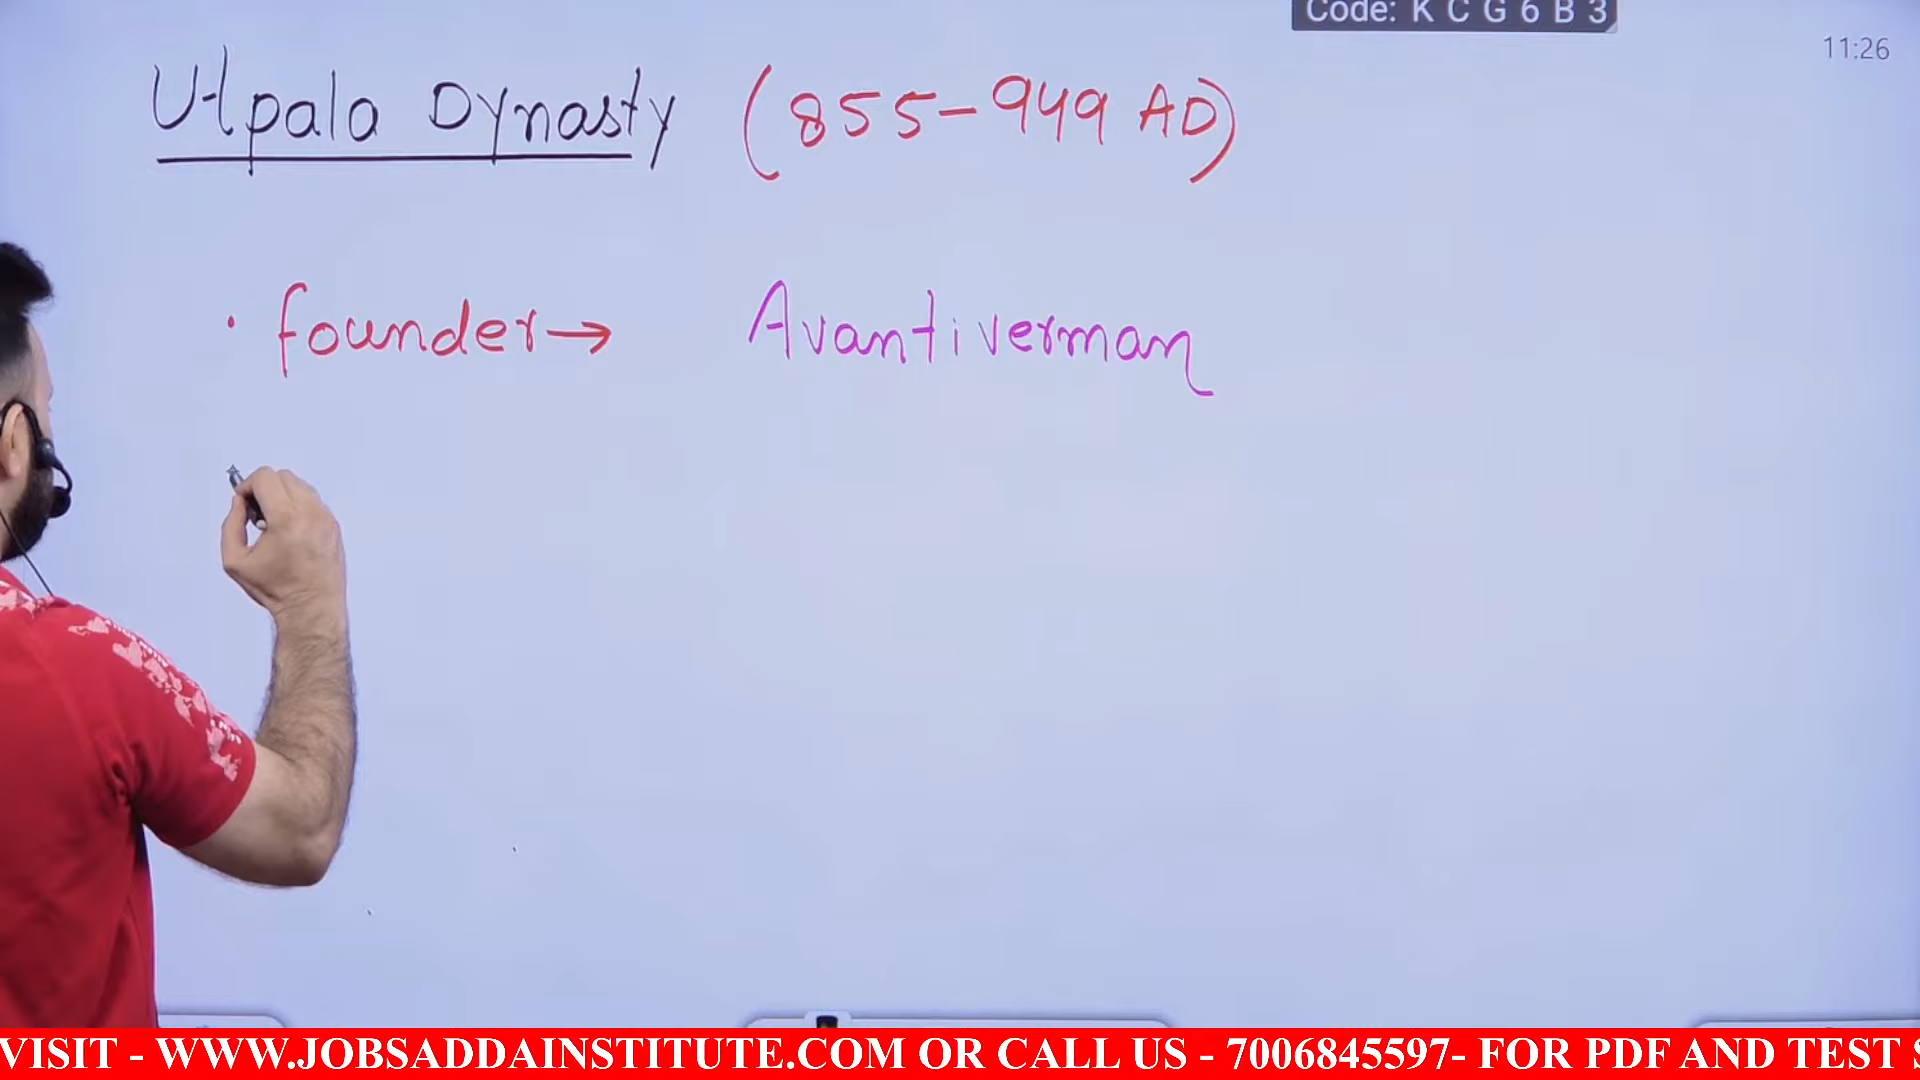 Code: K C G 6 B 3
11:26
Utpala Dynasty (855-949 AD)
· founder→ Avantiverman
VISIT - WWW.JOBSADDAINSTITUTE.COM OR CALL US - 7006845597- FOR PDF AND TEST S